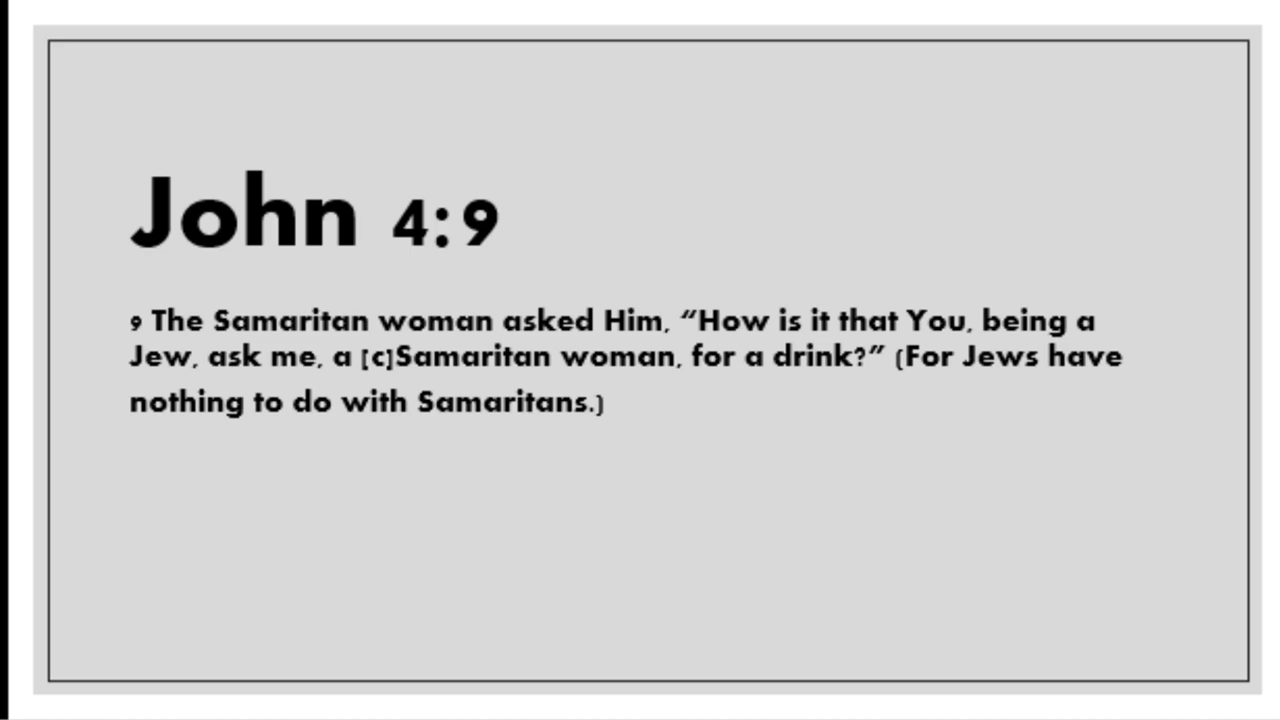 John 4:9
9 The Samaritan woman asked Him, “How is it that You, being a
Jew, ask me, a [c]Samaritan woman, for a drink?” (For Jews have
nothing to do with Samaritans.)